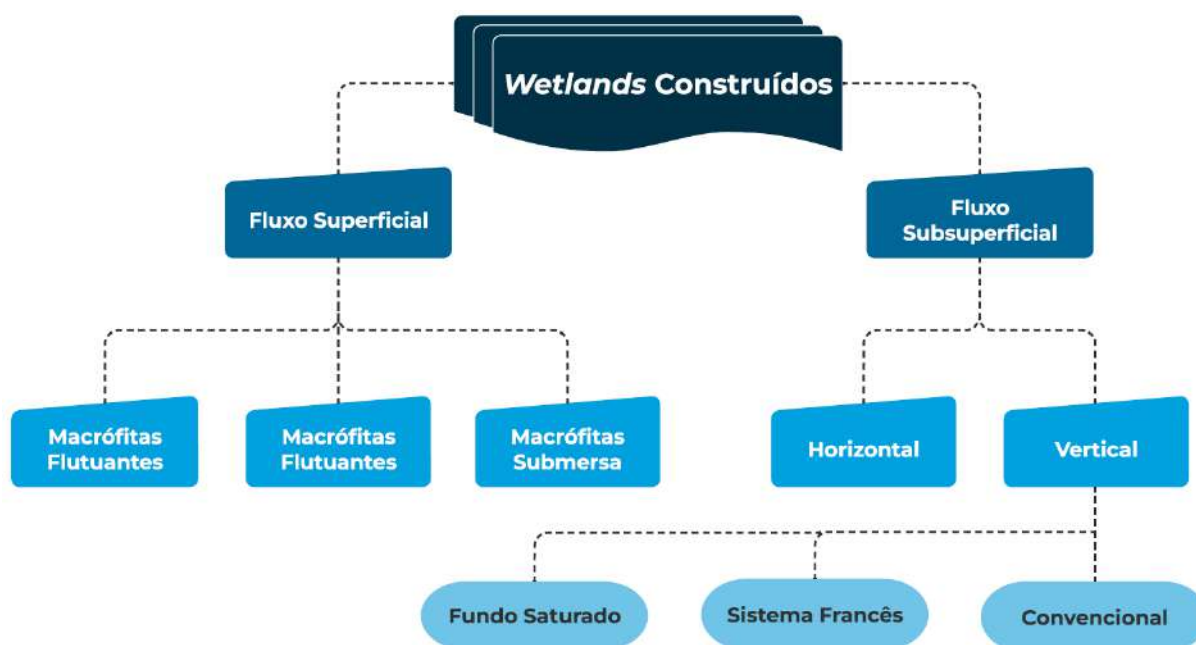 Wetlands Construídos
Fluxo Superficial
Fluxo
Subsuperficial
Macrófitas
Flutuantes
Macrófitas
Flutuantes
Macrófitas
Submersa
Horizontal
Vertical
Fundo Saturado
Sistema Francês
Convencional